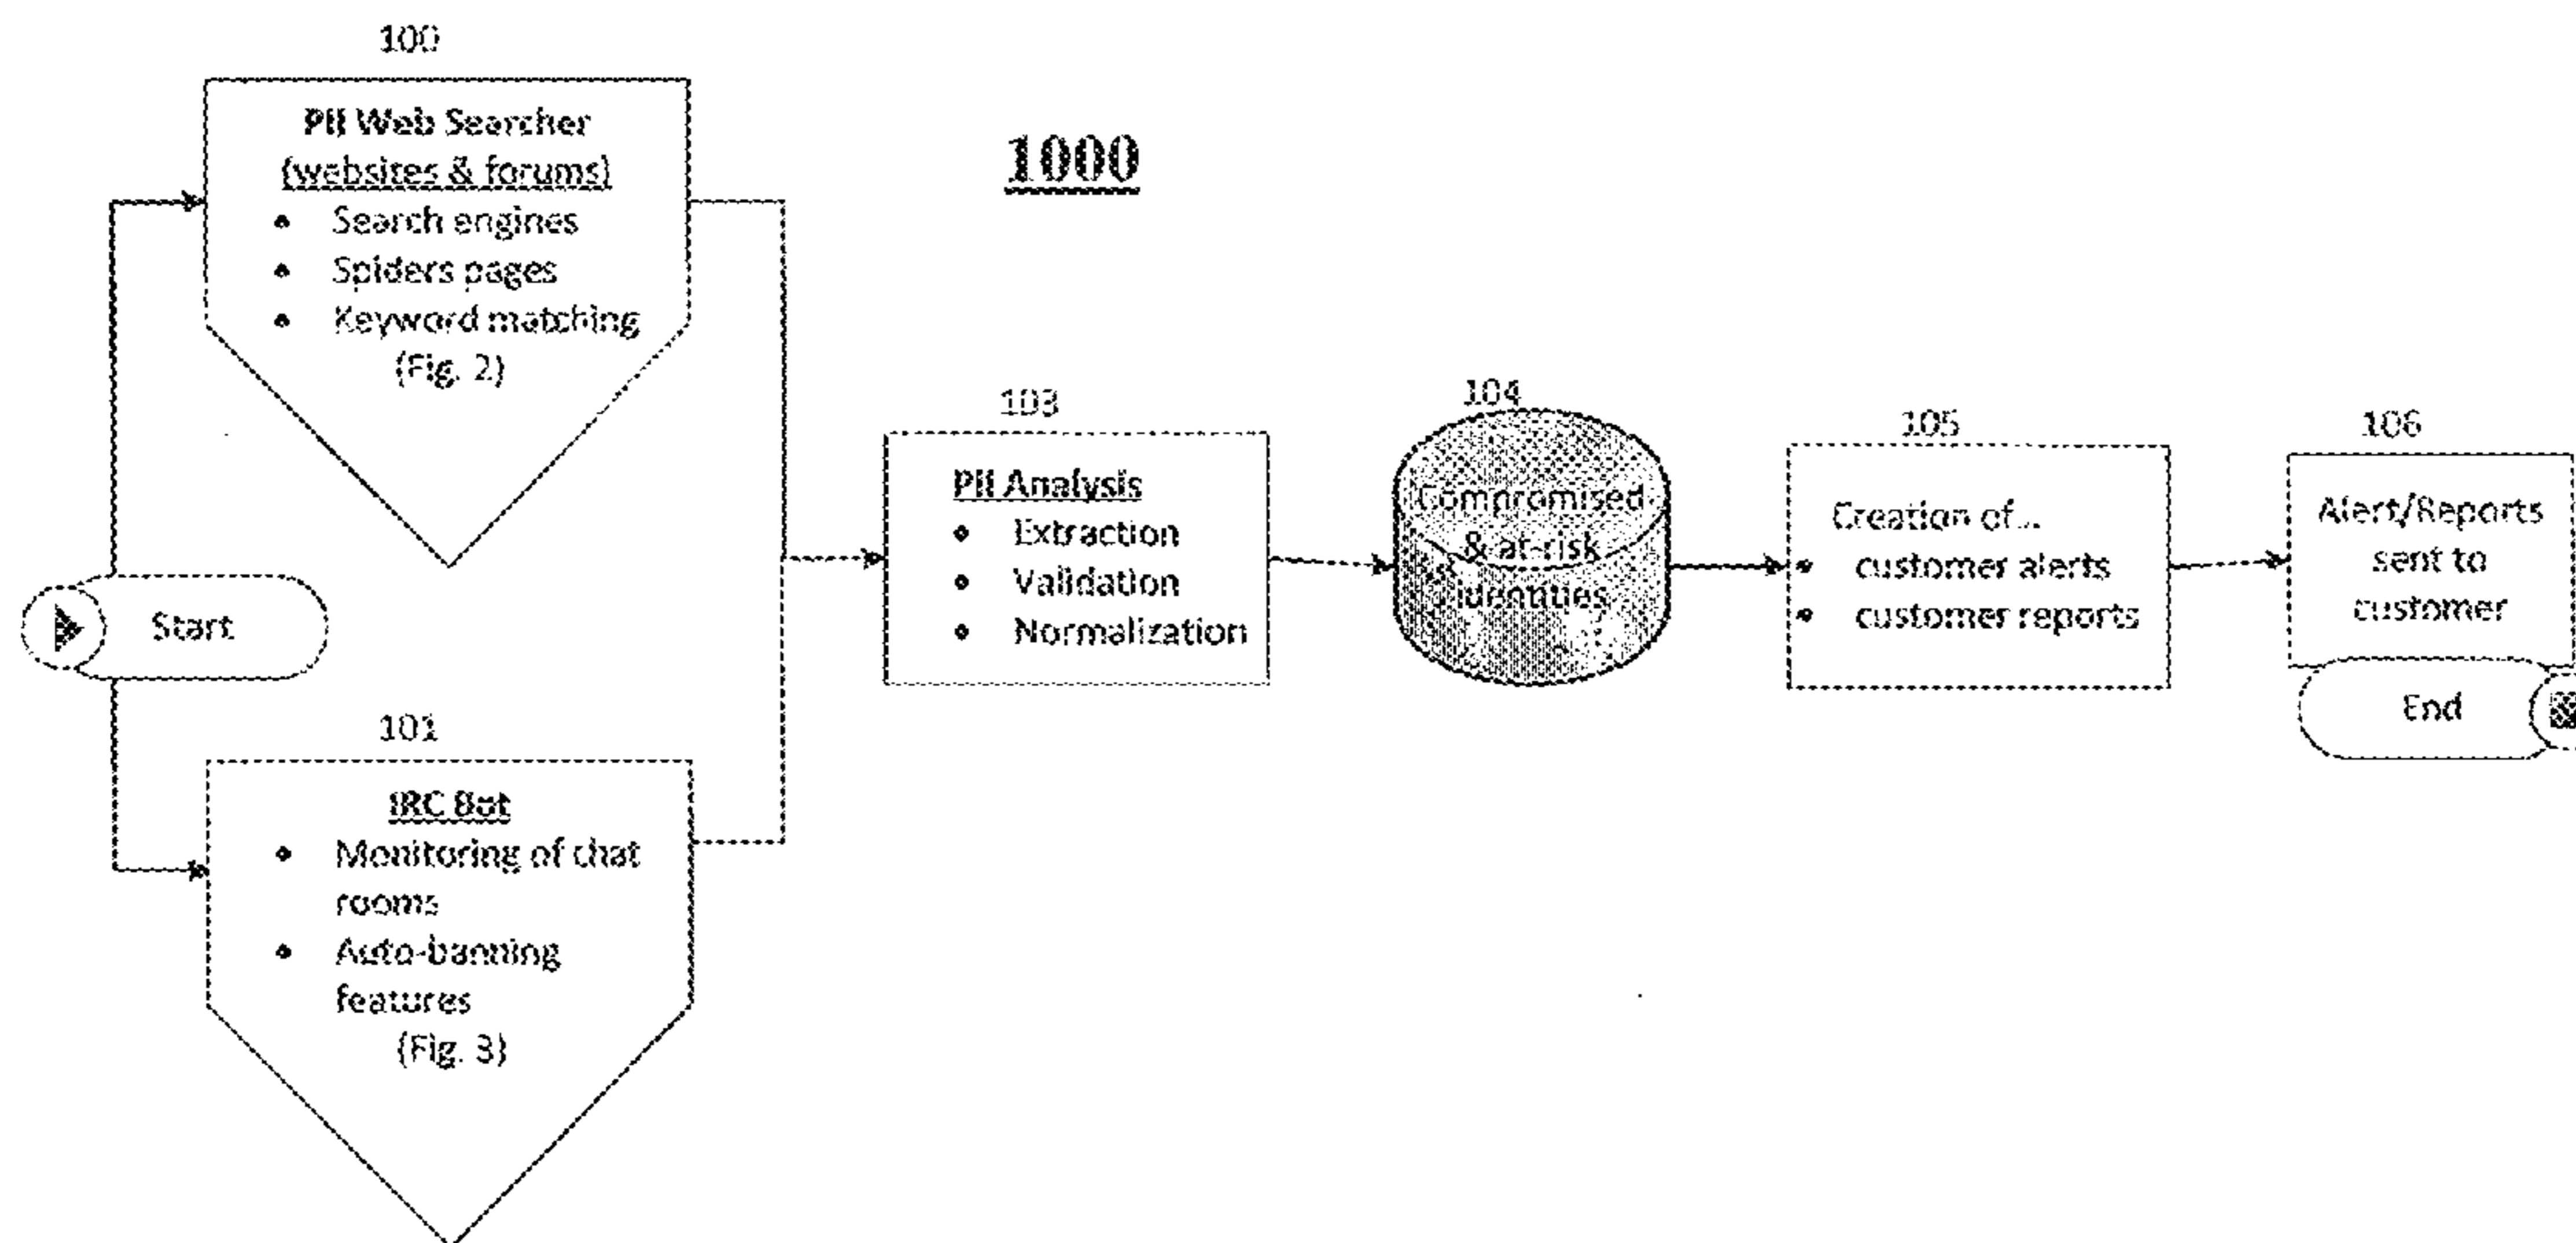 100
PII Web Searcher
(websites & forums)
• Search engines
• Spiders pages
• Keyword matching
(Fig. 2)
1000
Start
101
IRC Bot
• Monitoring of chat
rooms
• Auto-banning
features
(Fig. 3)
103
PII Analysis
• Extraction
• Validation
• Normalization
104
Compromised
& at-risk
identities
105
Creation of...
• customer alerts
• customer reports
106
Alert/Reports
sent to
customer
End